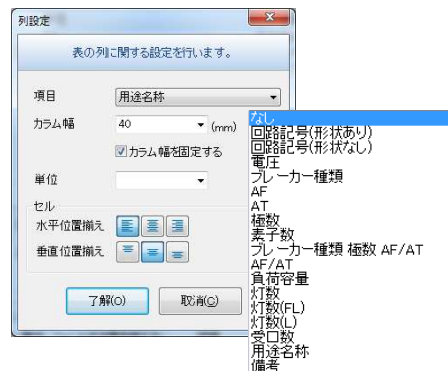 列設定
表の列に関する設定を行います。
項目
用途名称
カラム幅
40
(mm)
カラム幅を固定する
単位
セル
水平位置揃え
垂直位置揃え
了解(O)
取消(C)
なし
回路記号(形状あり)
回路記号(形状なし)
電圧
ブレーカー種類
AF
AT
極数
素子数
ブレーカー種類 極数 AF/AT
AF/AT
負荷容量
灯数
灯数(FL)
灯数(L)
受口数
用途名称
備考